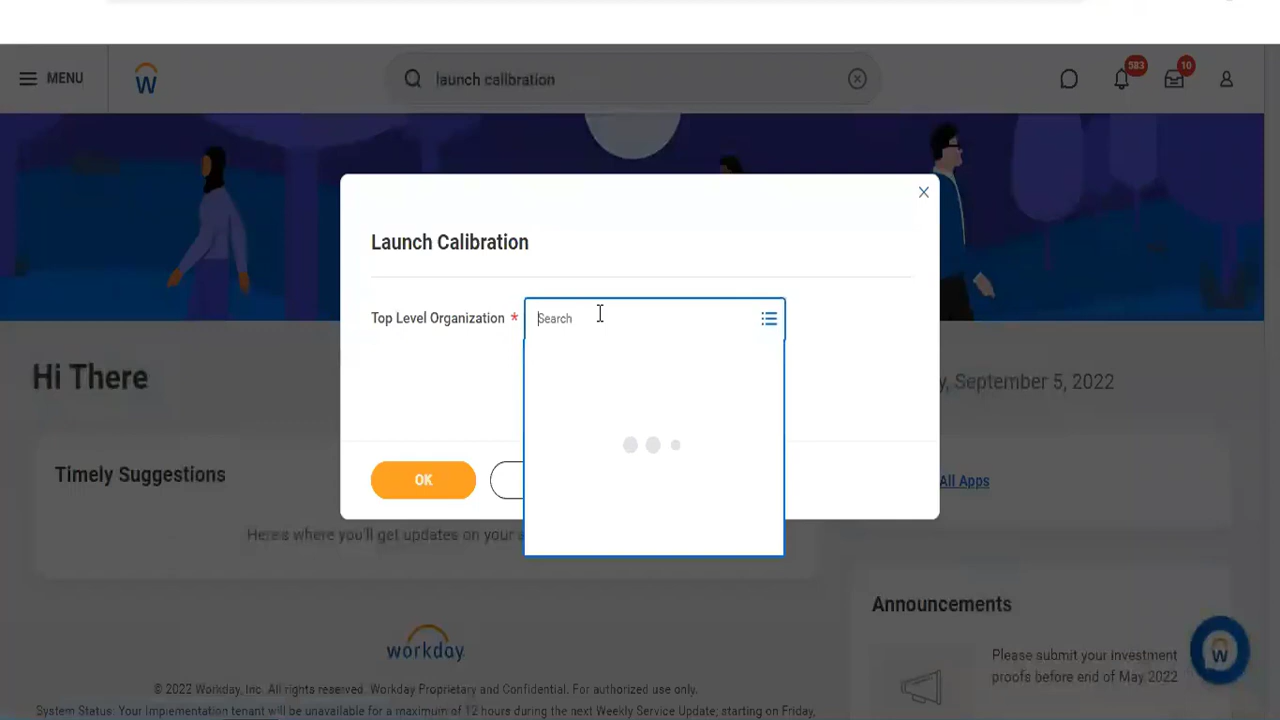 MENU
launch calibration
583
10
Launch Calibration
Top Level Organization *
Search
Hi There
September 5, 2022
OK
Timely Suggestions
All Apps
Here's where you'll get updates on your
Announcements
Please submit your investment
proofs before end of May 2022
workday
© 2022 Workday, Inc. All rights reserved. Workday Proprietary and Confidential. For authorized use only.
System Status: Your Implementation tenant will be unavailable for a maximum of 12 hours during the next Weekly Service Update; starting on Friday,